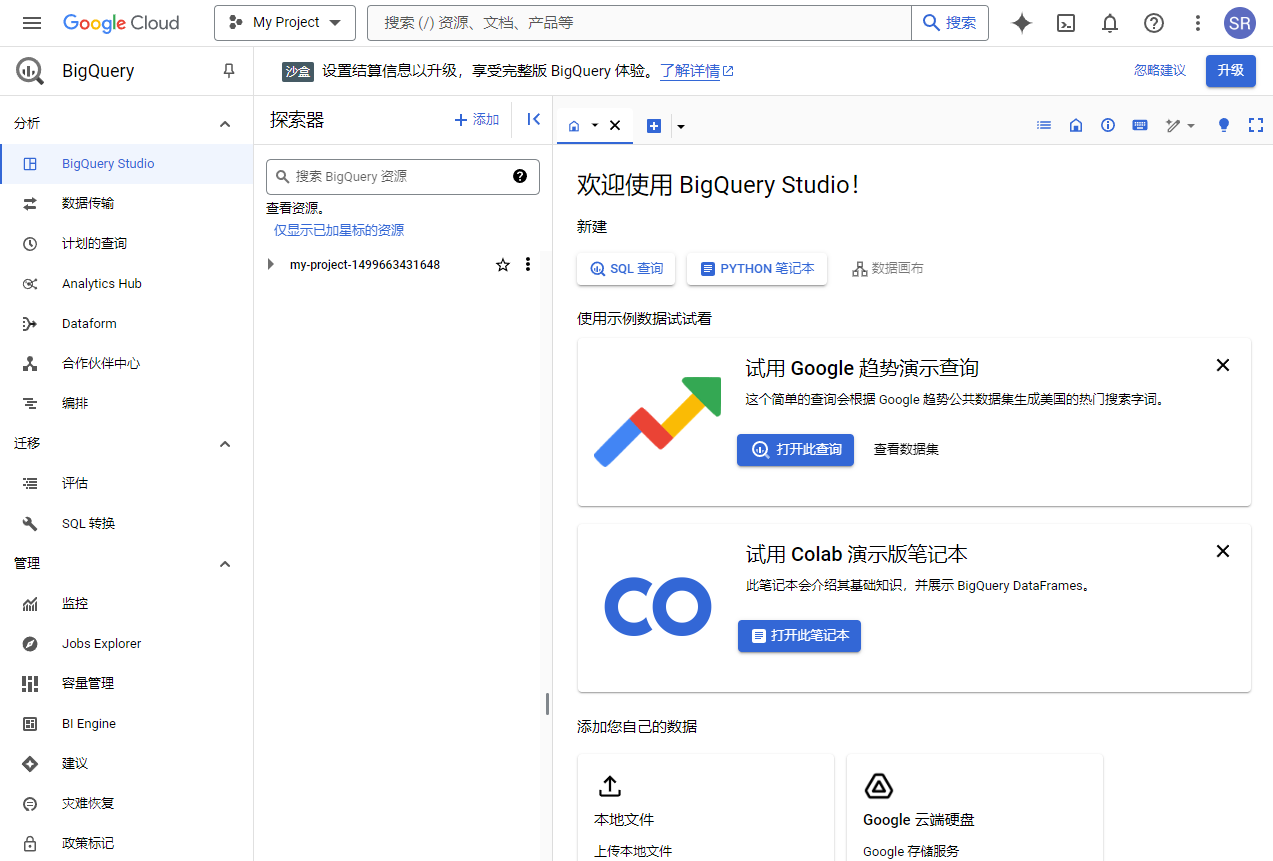 Google Cloud
My Project
搜索 (/) 资源、文档、产品等
搜索
SR
BigQuery
沙盒 设置结算信息以升级，享受完整版 BigQuery 体验。了解详情
忽略建议
升级
分析
BigQuery Studio
数据传输
计划的查询
Analytics Hub
Dataform
合作伙伴中心
编排
迁移
评估
SQL 转换
管理
监控
Jobs Explorer
容量管理
BI Engine
建议
灾难恢复
政策标记
探索器
添加
搜索 BigQuery 资源
查看资源。
仅显示已加星标的资源
my-project-1499663431648
欢迎使用 BigQuery Studio！
新建
SQL 查询
PYTHON 笔记本
数据画布
使用示例数据试试看
试用 Google 趋势演示查询
这个简单的查询会根据 Google 趋势公共数据集生成美国的热门搜索字词。
打开此查询
查看数据集
试用 Colab 演示版笔记本
此笔记本会介绍其基础知识，并展示 BigQuery DataFrames。
打开此笔记本
添加您自己的数据
本地文件
上传本地文件
Google 云端硬盘
Google 存储服务